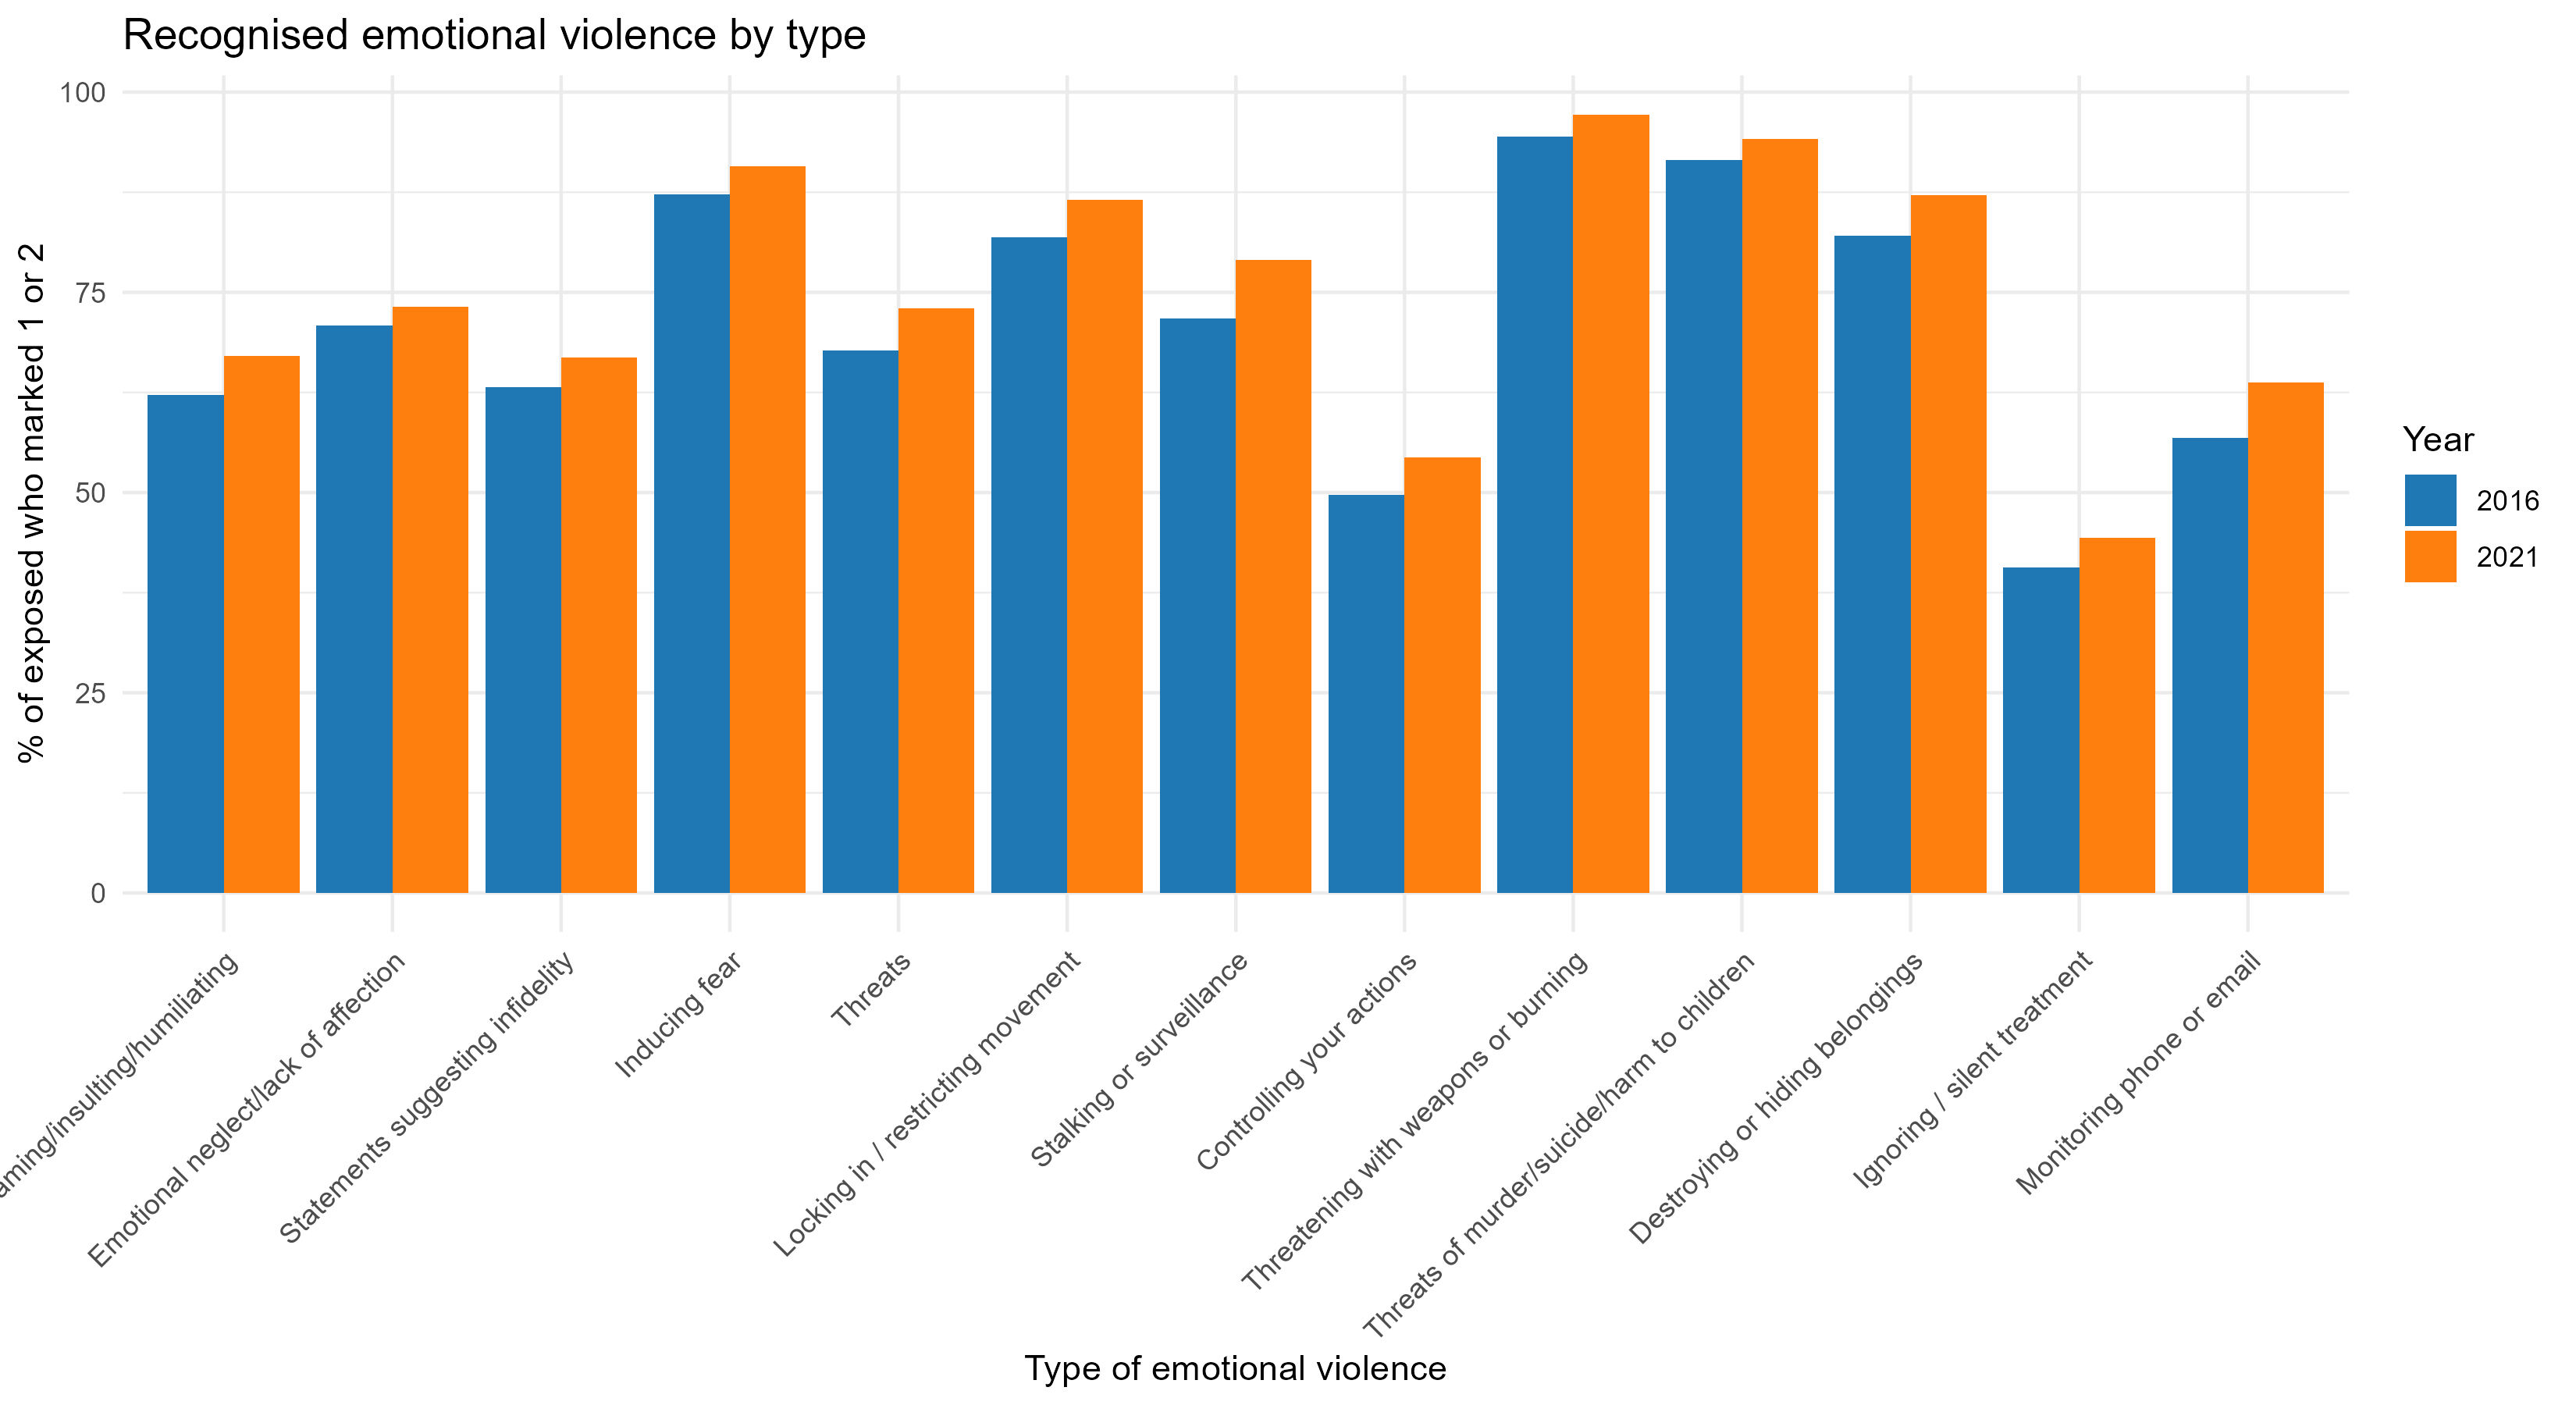 Recognised emotional violence by type
% of exposed who marked 1 or 2
100
75
50
25
0
aming/insulting/humiliating
Emotional neglect/lack of affection
Statements suggesting infidelity
Inducing fear
Threats
Locking in / restricting movement
Stalking or surveillance
Controlling your actions
Threatening with weapons or burning
Threats of murder/suicide/harm to children
Destroying or hiding belongings
Ignoring / silent treatment
Monitoring phone or email
Type of emotional violence
Year
2016
2021